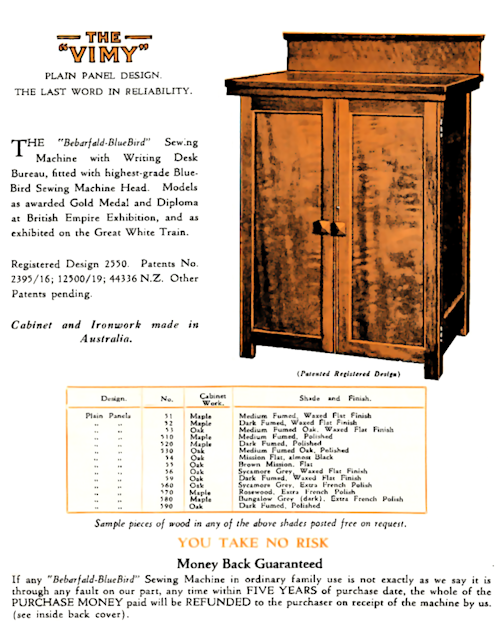 THE
"VIMY"
PLAIN PANEL DESIGN.
THE LAST WORD IN RELIABILITY.
THE "Bebarfald-BlueBird" Sewing
Machine with Writing Desk
Bureau, fitted with highest-grade Blue-
Bird Sewing Machine Head. Models
as awarded Gold Medal and Diploma
at British Empire Exhibition, and as
exhibited on the Great White Train.
Registered Design 2550. Patents No.
2395/16; 12500/19; 44336 N.Z. Other
Patents pending.
Cabinet and Ironwork made in
Australia.
(Patented Registered Design)
Design. No. Cabinet Work. Shade and Finish.
Plain Panels 51 Maple Medium Fumed, Waxed Flat Finish
" " 52 Maple Dark Fumed, Waxed Flat Finish
" " 53 Oak Medium Fumed Oak, Waxed Flat Finish
" " 510 Maple Medium Fumed, Polished
" " 520 Maple Dark Fumed, Polished
" " 530 Oak Medium Fumed Oak, Polished
" " 54 Oak Mission Flat, almost Black
" " 55 Oak Brown Mission, Flat
" " 56 Oak Sycamore Grey, Waxed Flat Finish
" " 59 Oak Dark Fumed, Waxed Flat Finish
" " 560 Oak Sycamore Grey, Extra French Polish
" " 570 Maple Rosewood, Extra French Polish
" " 580 Maple Bungalow Grey (dark), Extra French Polish
" " 590 Oak Dark Fumed, Polished
Sample pieces of wood in any of the above shades posted free on request.
YOU TAKE NO RISK
Money Back Guaranteed
If any "Bebarfald-BlueBird" Sewing Machine in ordinary family use is not exactly as we say it is
through any fault on our part, any time within FIVE YEARS of purchase date, the whole of the
PURCHASE MONEY paid will be REFUNDED to the purchaser on receipt of the machine by us.
(see inside back cover).